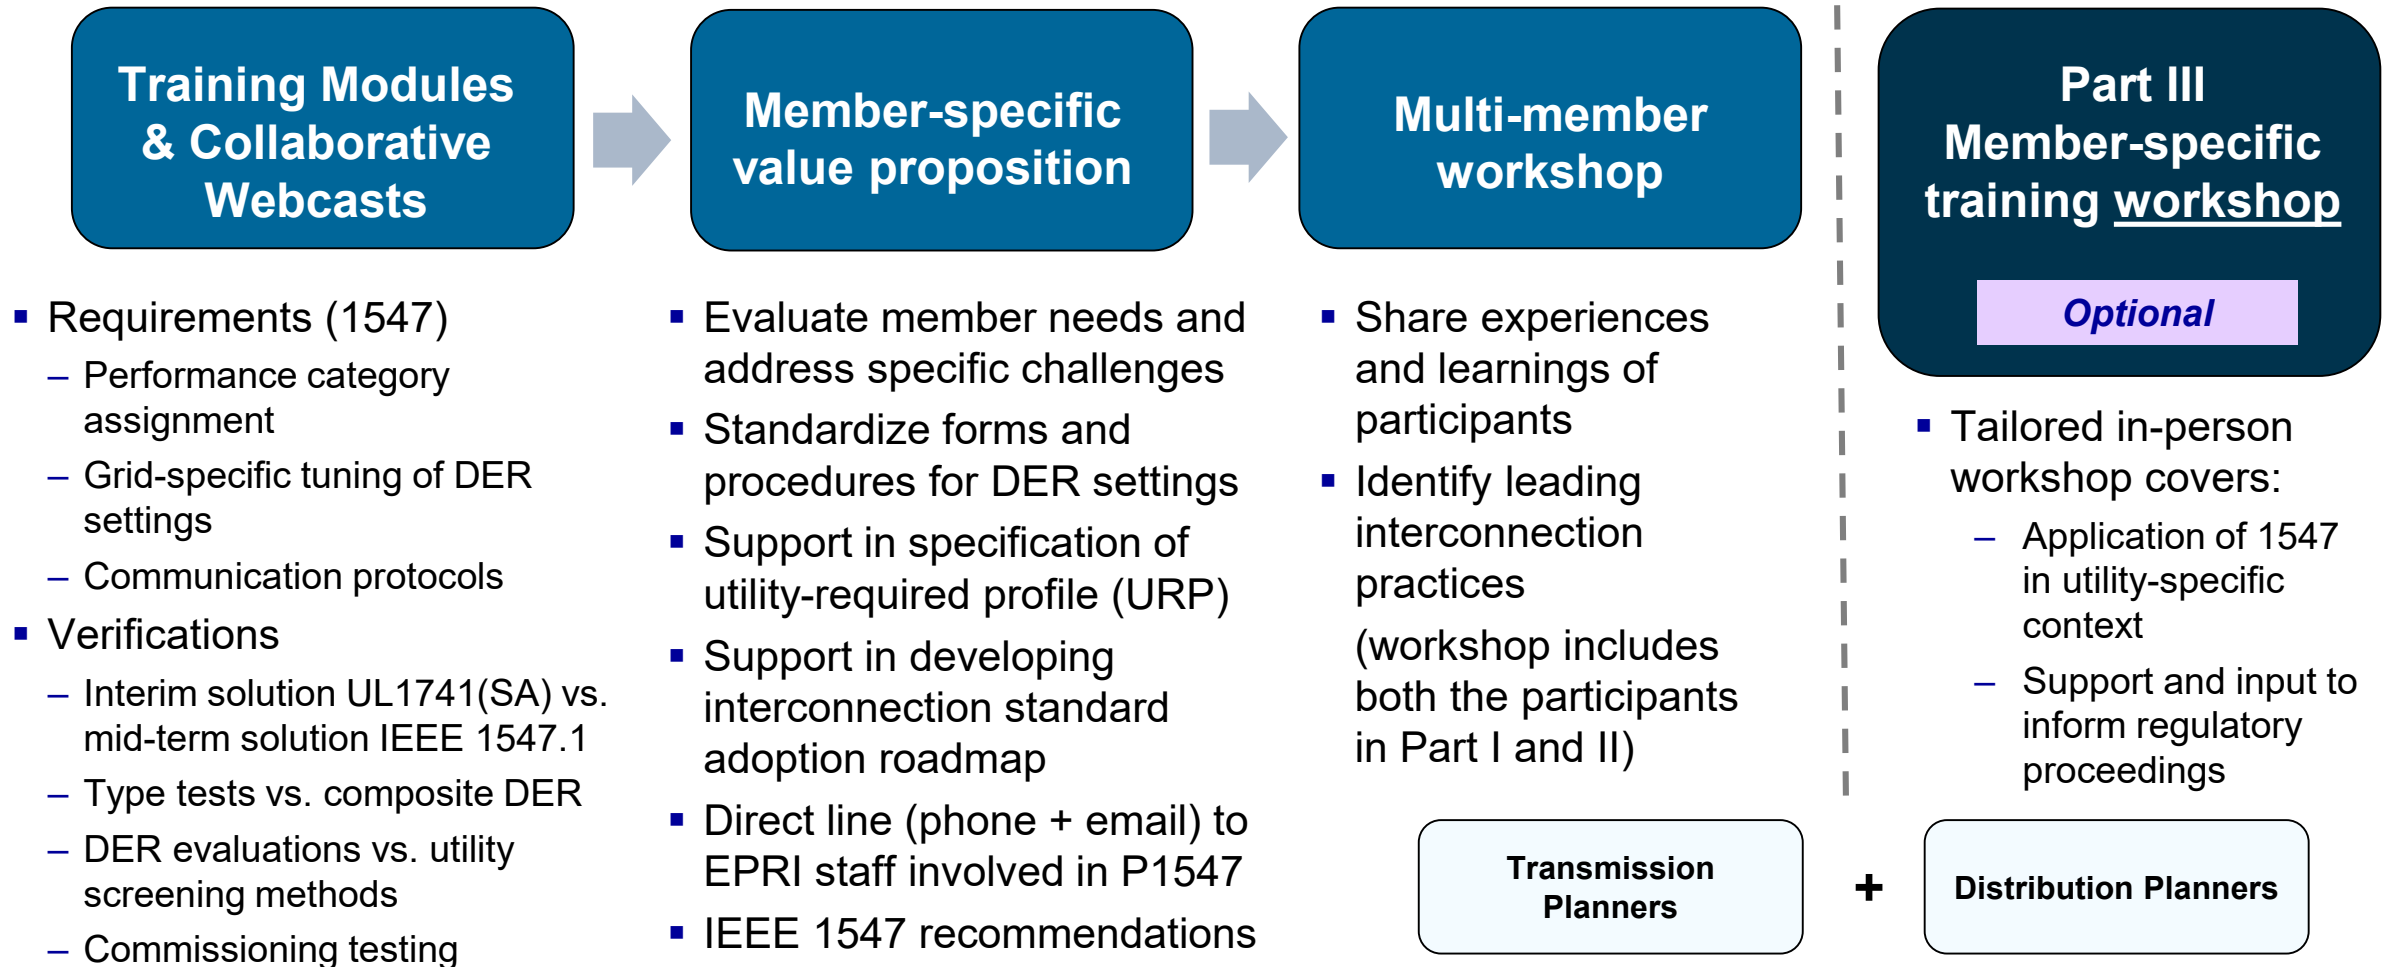 Training Modules
& Collaborative
Webcasts
Member-specific
value proposition
Multi-member
workshop
Part III
Member-specific
training workshop
Optional
▪ Requirements (1547)
– Performance category
assignment
– Grid-specific tuning of DER
settings
– Communication protocols
▪ Verifications
– Interim solution UL1741(SA) vs.
mid-term solution IEEE 1547.1
– Type tests vs. composite DER
– DER evaluations vs. utility
screening methods
– Commissioning testing
▪ Evaluate member needs and
address specific challenges
▪ Standardize forms and
procedures for DER settings
▪ Support in specification of
utility-required profile (URP)
▪ Support in developing
interconnection standard
adoption roadmap
▪ Direct line (phone + email) to
EPRI staff involved in P1547
▪ IEEE 1547 recommendations
▪ Share experiences
and learnings of
participants
▪ Identify leading
interconnection
practices
(workshop includes
both the participants
in Part I and II)
▪ Tailored in-person
workshop covers:
– Application of 1547
in utility-specific
context
– Support and input to
inform regulatory
proceedings
Transmission
Planners
+
Distribution Planners